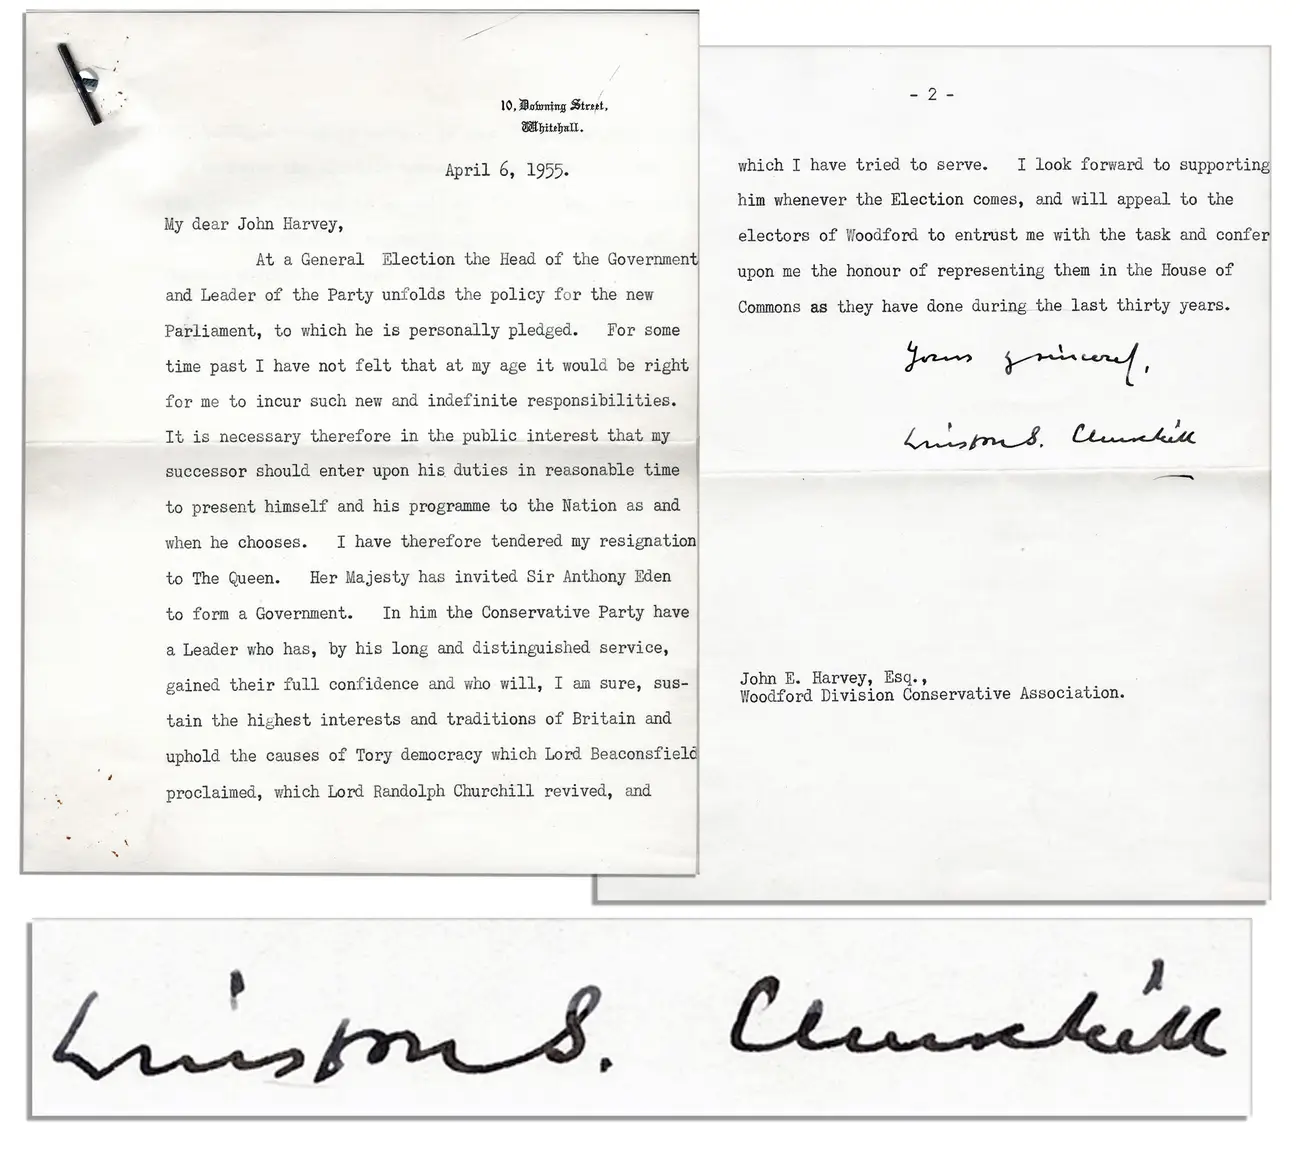 10, Downing Street,
Whitehall.
April 6, 1955.
My dear John Harvey,
At a General Election the Head of the Government
and Leader of the Party unfolds the policy for the new
Parliament, to which he is personally pledged. For some
time past I have not felt that at my age it would be right
for me to incur such new and indefinite responsibilities.
It is necessary therefore in the public interest that my
successor should enter upon his duties in reasonable time
to present himself and his programme to the Nation as and
when he chooses. I have therefore tendered my resignation
to The Queen. Her Majesty has invited Sir Anthony Eden
to form a Government. In him the Conservative Party have
a Leader who has, by his long and distinguished service,
gained their full confidence and who will, I am sure, sus-
tain the highest interests and traditions of Britain and
uphold the causes of Tory democracy which Lord Beaconsfield
proclaimed, which Lord Randolph Churchill revived, and
- 2 -
which I have tried to serve. I look forward to supporting
him whenever the Election comes, and will appeal to the
electors of Woodford to entrust me with the task and confer
upon me the honour of representing them in the House of
Commons as they have done during the last thirty years.
Yours sincerely,
Winston S. Churchill
John E. Harvey, Esq.,
Woodford Division Conservative Association.
Winston S. Churchill